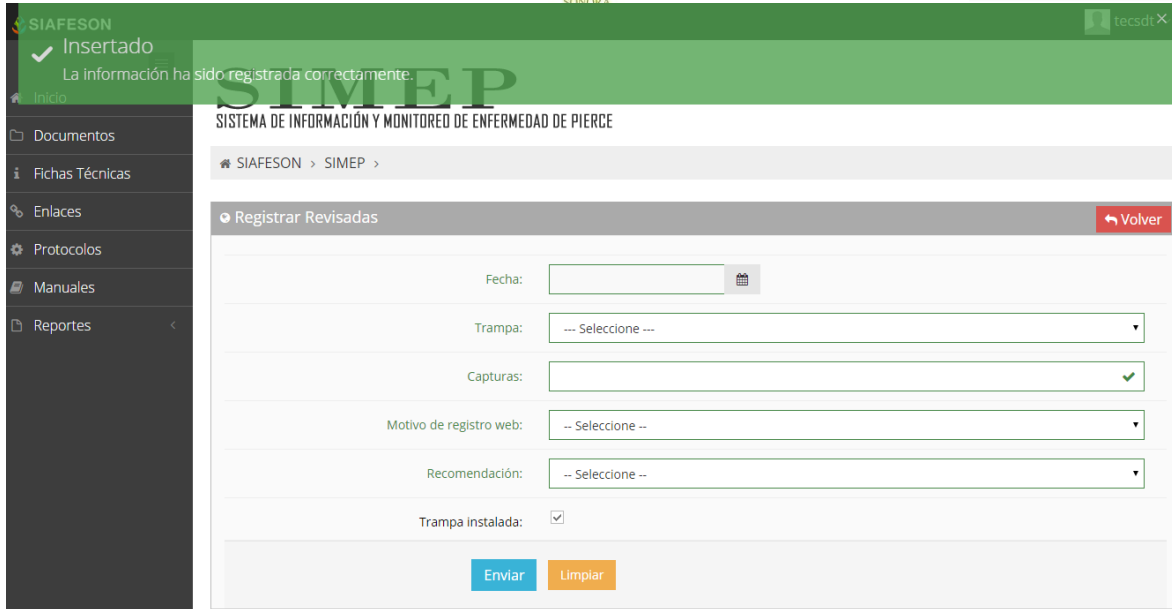 SONORA
SIAFESON
tecsdt
Insertado
La información ha sido registrada correctamente.
Inicio
SIMEP
SISTEMA DE INFORMACIÓN Y MONITOREO DE ENFERMEDAD DE PIERCE
Documentos
SIAFESON > SIMEP >
Fichas Técnicas
Enlaces
Registrar Revisadas
Volver
Protocolos
Manuales
Reportes
Fecha:
Trampa:
--- Seleccione ---
Capturas:
Motivo de registro web:
-- Seleccione --
Recomendación:
-- Seleccione --
Trampa instalada:
Enviar
Limpiar